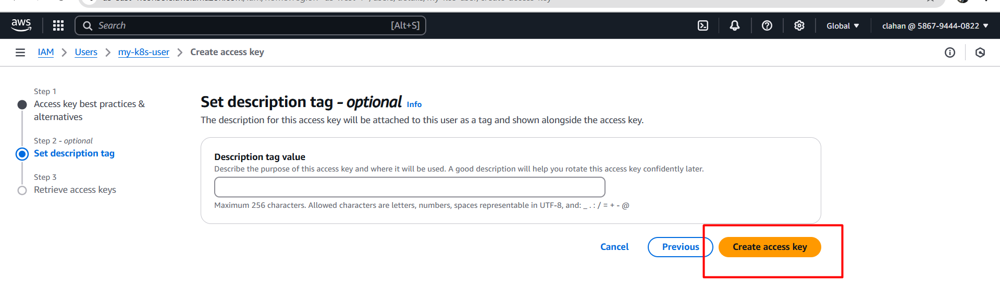 aws
Search [Alt+S]
Global
clahan @ 5867-9444-0822
IAM Users my-k8s-user Create access key
Step 1
Access key best practices &
alternatives
Step 2 - optional
Set description tag
Step 3
Retrieve access keys
Set description tag - optional Info
The description for this access key will be attached to this user as a tag and shown alongside the access key.
Description tag value
Describe the purpose of this access key and where it will be used. A good description will help you rotate this access key confidently later.
Maximum 256 characters. Allowed characters are letters, numbers, spaces representable in UTF-8, and: _ . : / = + - @
Cancel
Previous
Create access key